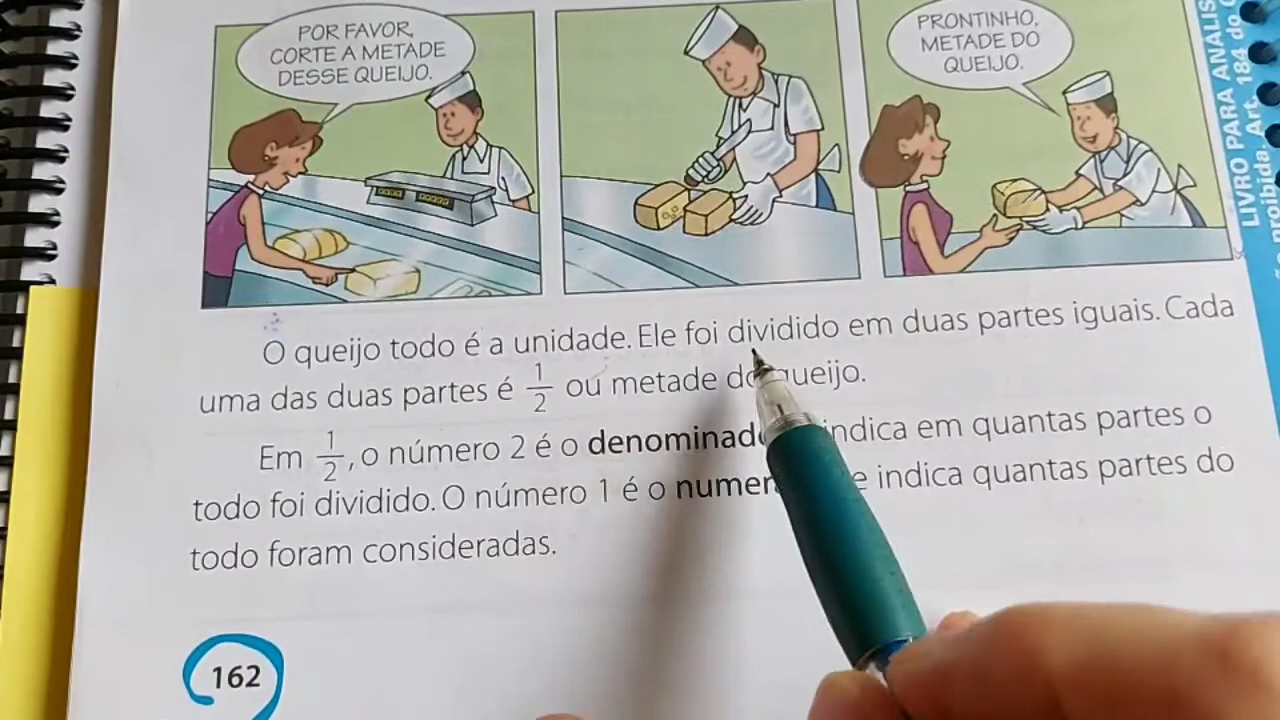 POR FAVOR,
CORTE A METADE
DESSE QUEIJO.
PRONTINHO,
METADE DO
QUEIJO.
O queijo todo é a unidade. Ele foi dividido em duas partes iguais. Cada
uma das duas partes é 1/2 ou metade do queijo.
Em 1/2, o número 2 é o denominad indica em quantas partes o
todo foi dividido. O número 1 é o numer e indica quantas partes do
todo foram consideradas.
162
LIVRO PARA ANÁLIS
proibida. Art. 184 do C